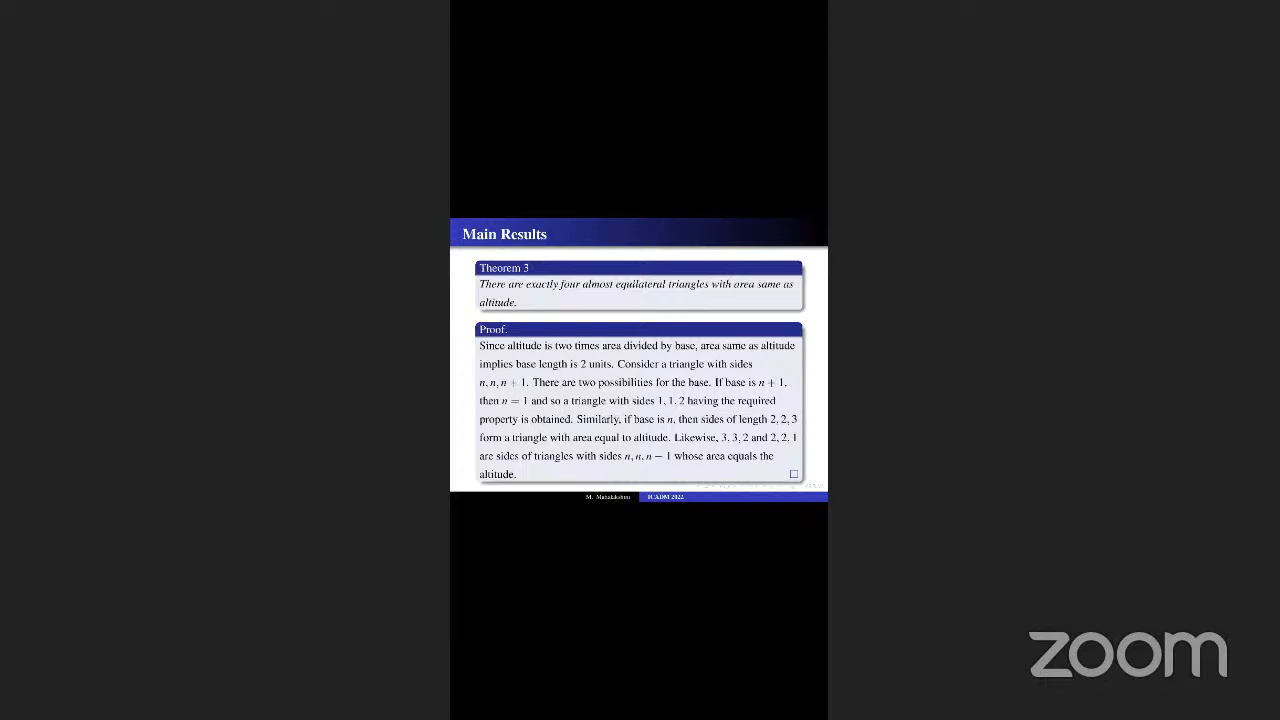 Main Results
Theorem 3
There are exactly four almost equilateral triangles with area same as
altitude.
Proof.
Since altitude is two times area divided by base, area same as altitude
implies base length is 2 units. Consider a triangle with sides
n, n, n + 1. There are two possibilities for the base. If base is n + 1,
then n = 1 and so a triangle with sides 1, 1, 2 having the required
property is obtained. Similarly, if base is n, then sides of length 2, 2, 3
form a triangle with area equal to altitude. Likewise, 3, 3, 2 and 2, 2, 1
are sides of triangles with sides n, n, n − 1 whose area equals the
altitude.
M. Mahalakshmi ICADM 2022
zoom